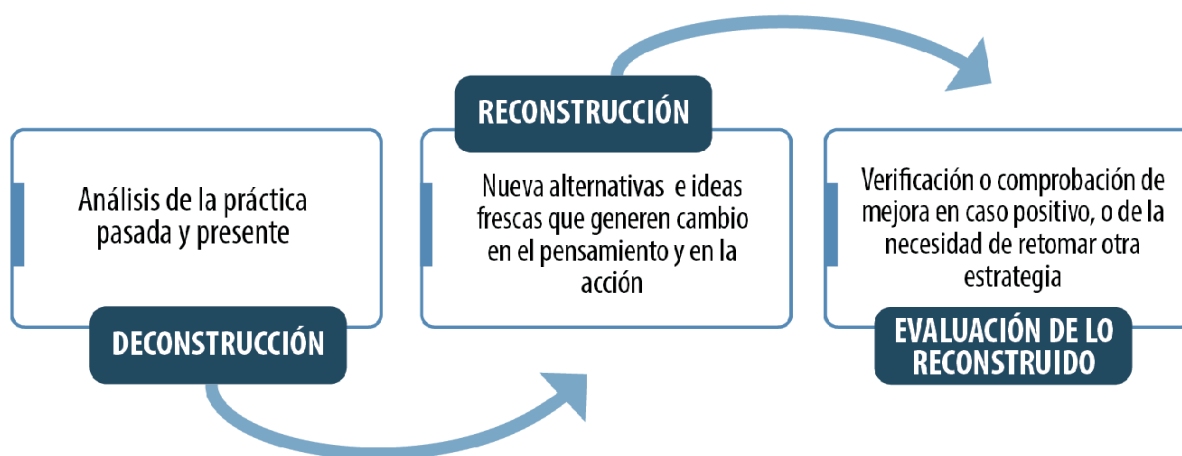 Análisis de la práctica
pasada y presente
DECONSTRUCCIÓN
RECONSTRUCCIÓN
Nueva alternativas e ideas
frescas que generen cambio
en el pensamiento y en la
acción
Verificación o comprobación de
mejora en caso positivo, o de la
necesidad de retomar otra
estrategia
EVALUACIÓN DE LO
RECONSTRUIDO